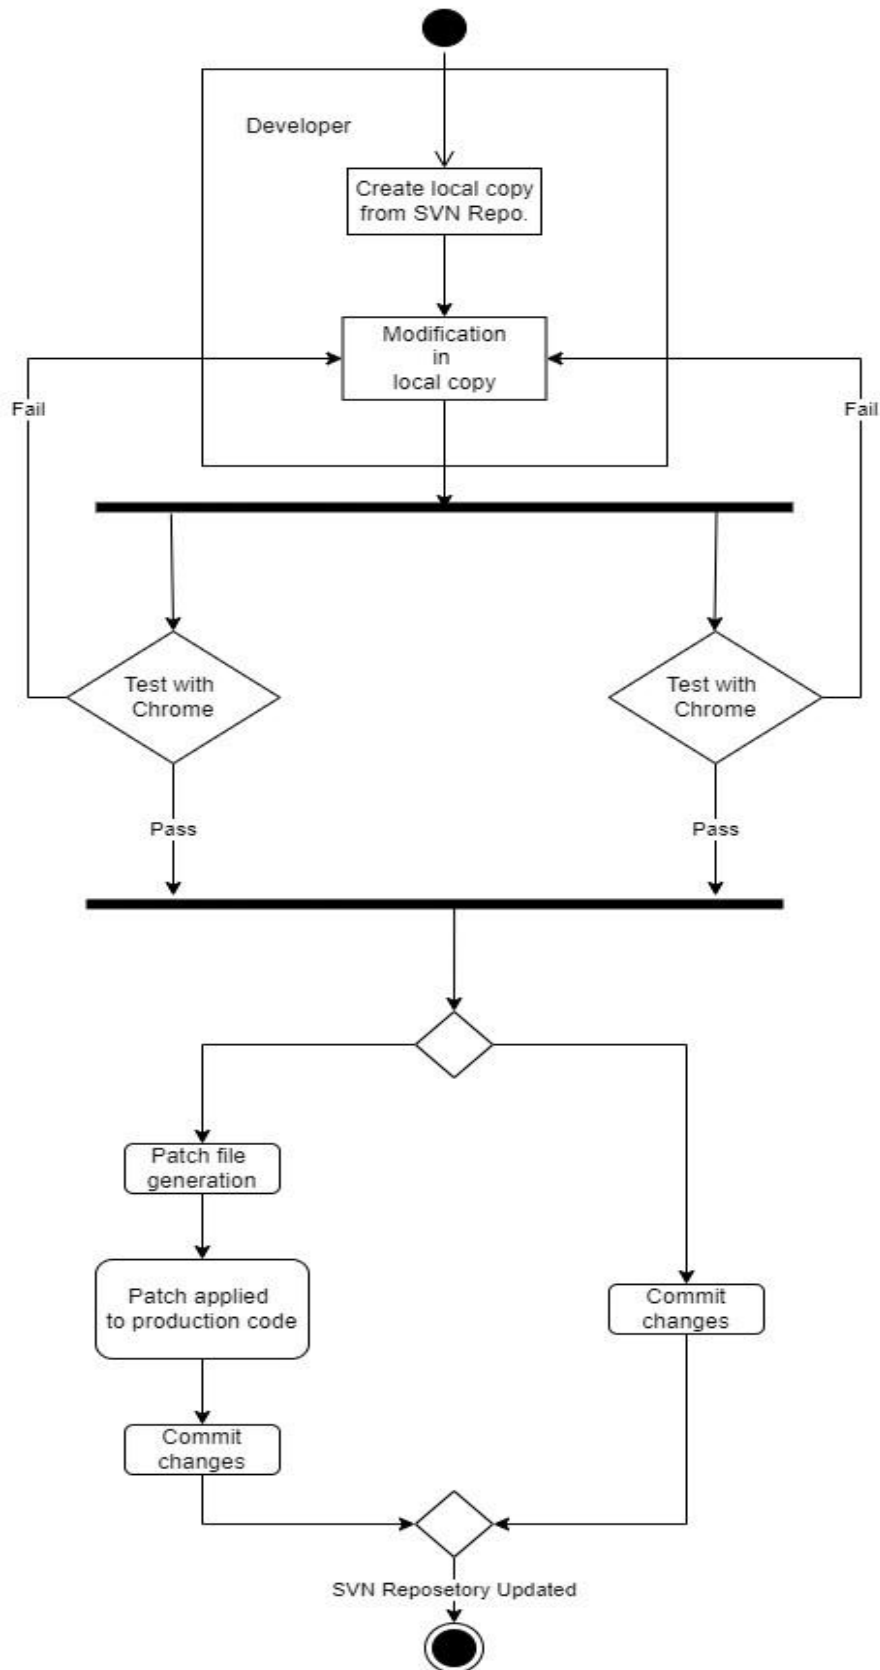 Developer
Create local copy
from SVN Repo.
Modification
in
local copy
Fail
Fail
Test with
Chrome
Test with
Chrome
Pass
Pass
Patch file
generation
Patch applied
to production code
Commit
changes
Commit
changes
SVN Reposetory Updated